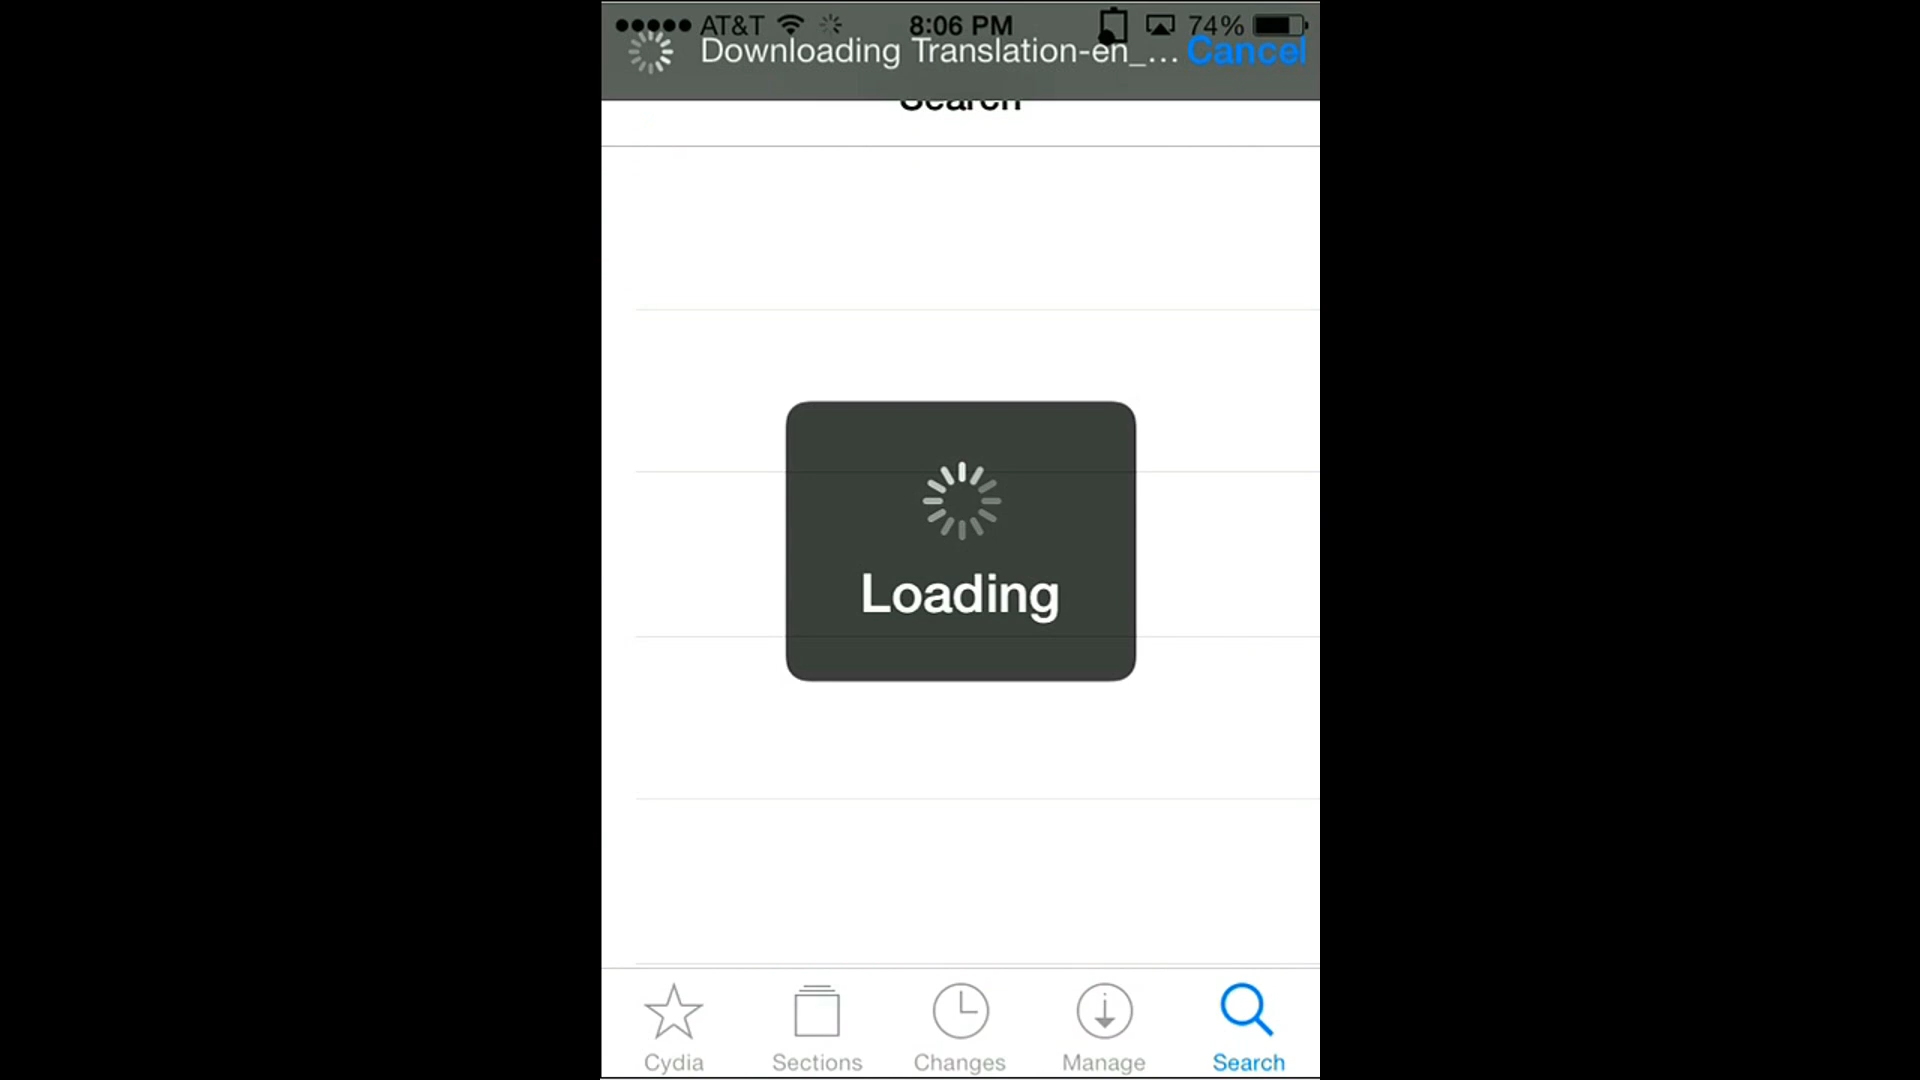 AT&T 8:06 PM 74%
Downloading Translation-en_... Cancel
Search
Loading
Cydia Sections Changes Manage Search